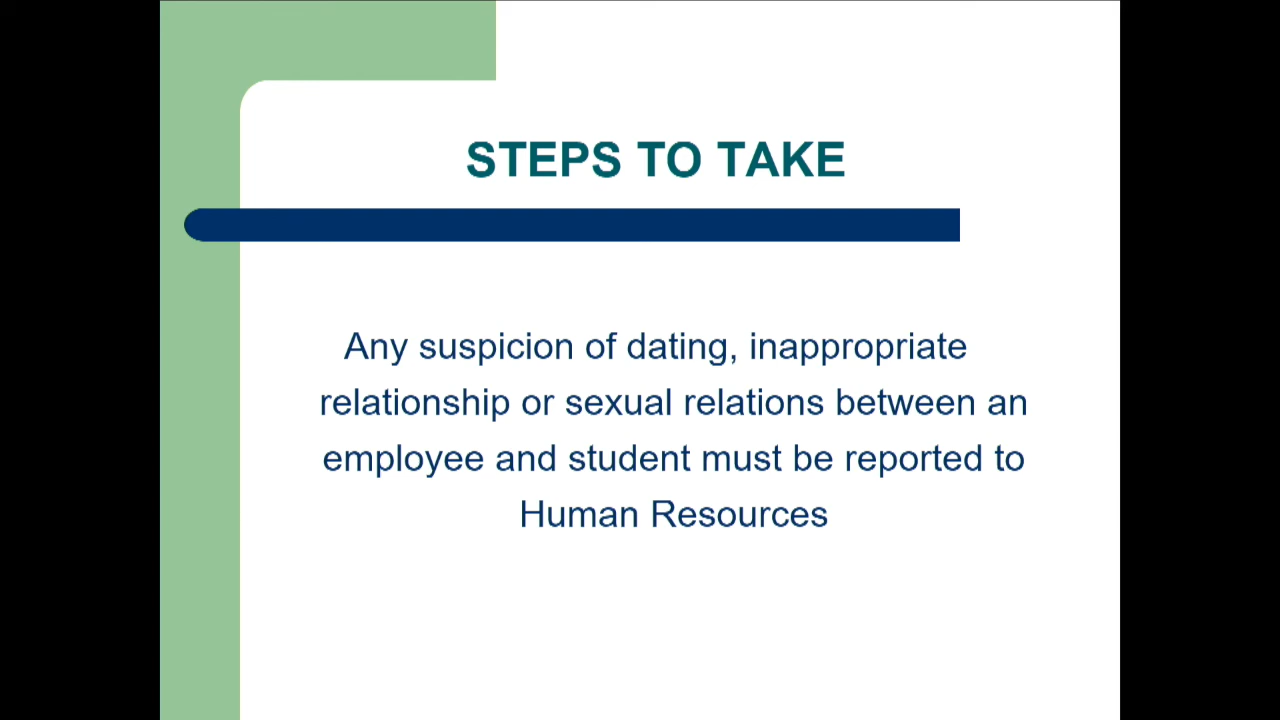 STEPS TO TAKE
Any suspicion of dating, inappropriate
relationship or sexual relations between an
employee and student must be reported to
Human Resources